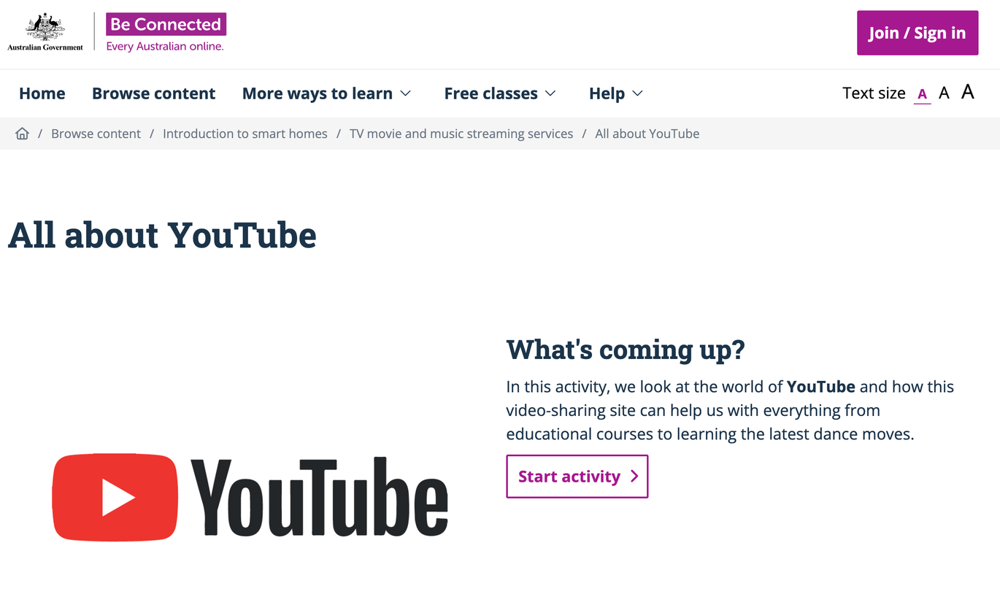 Australian Government
Be Connected
Every Australian online.
Join / Sign in
Home
Browse content
More ways to learn
Free classes
Help
Text size A A A
/ Browse content / Introduction to smart homes / TV movie and music streaming services / All about YouTube
All about YouTube
What's coming up?
In this activity, we look at the world of YouTube and how this
video-sharing site can help us with everything from
educational courses to learning the latest dance moves.
Start activity
YouTube